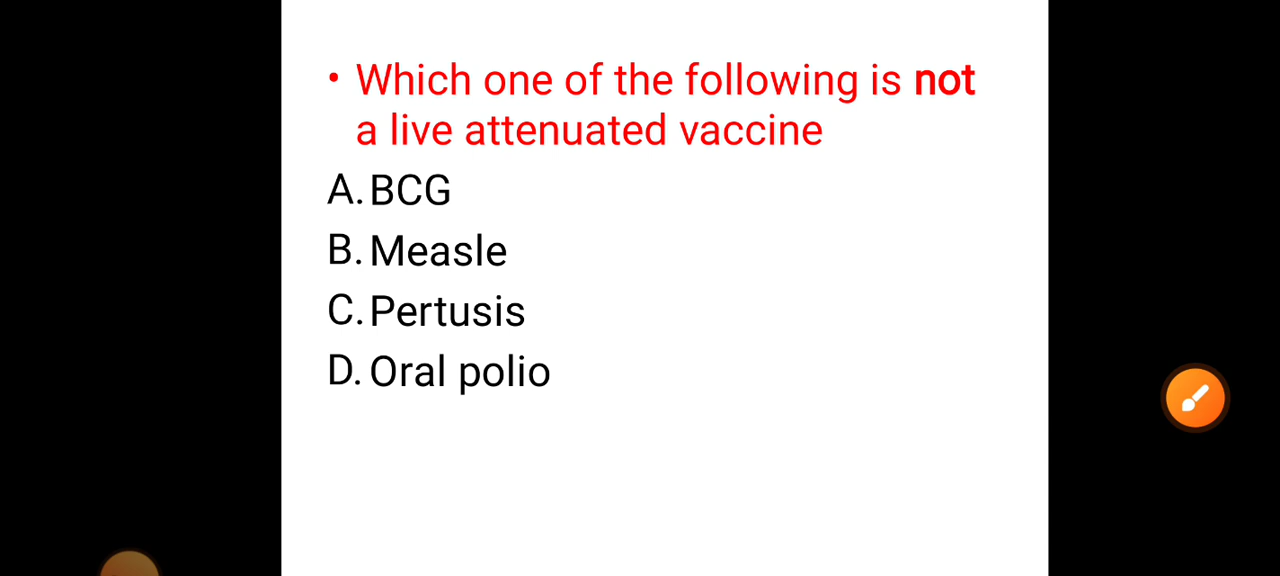 • Which one of the following is not
a live attenuated vaccine
A. BCG
B. Measle
C. Pertusis
D. Oral polio